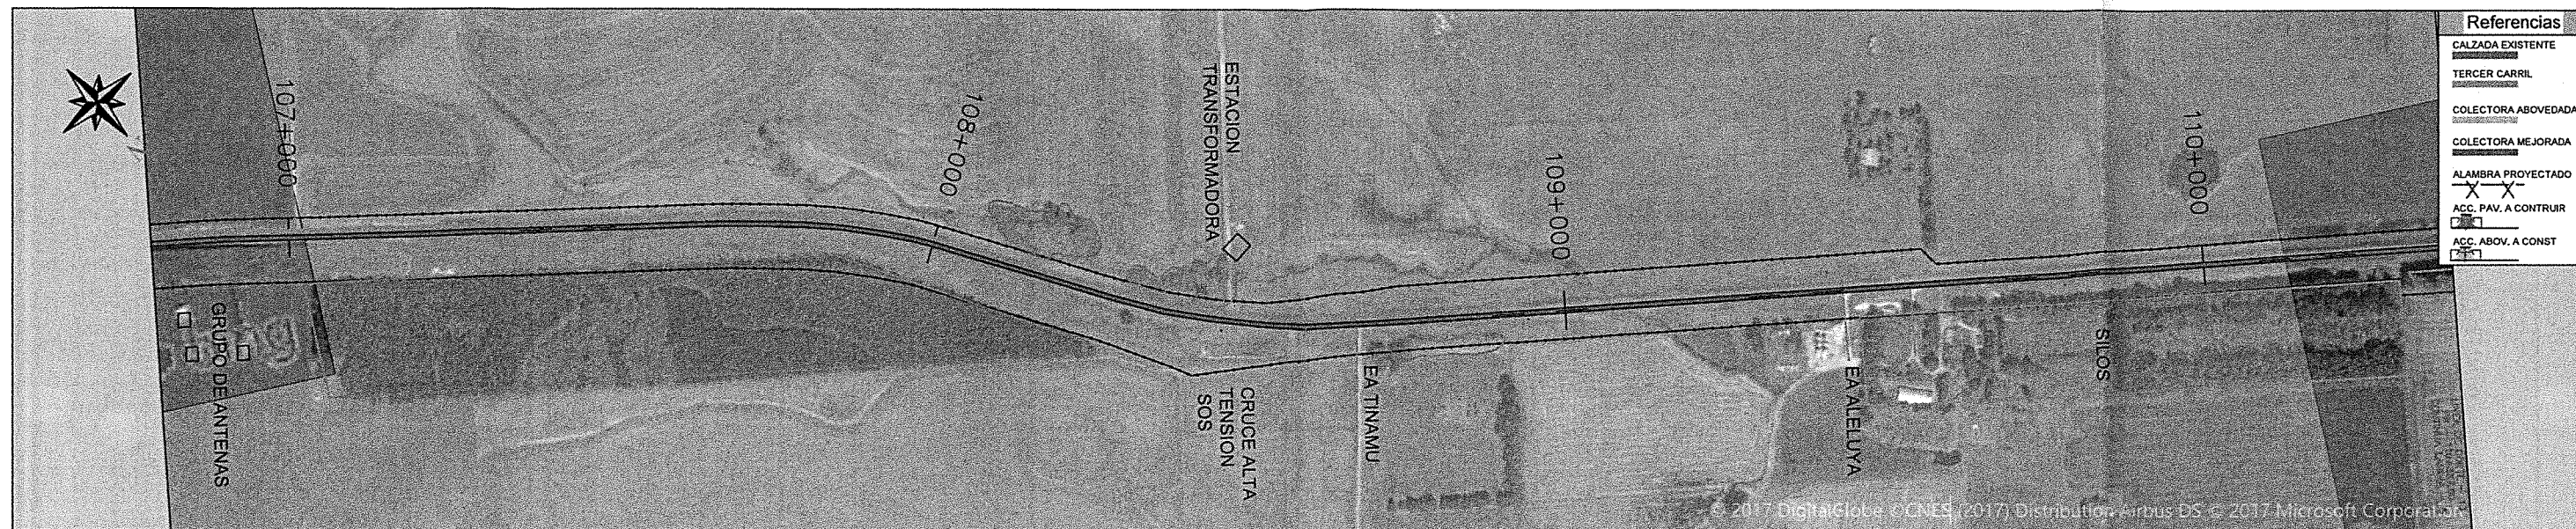 Referencias
CALZADA EXISTENTE
TERCER CARRIL
COLECTORA ABOVEDADA
COLECTORA MEJORADA
ALAMBRA PROYECTADO
X X
ACC. PAV. A CONTRUIR
ACC. ABOV. A CONST
107+000
108+000
ESTACION
TRANSFORMADORA
109+000
110+000
GRUPO DE ANTENAS
CRUCE ALTA
TENSION
SOS
EA TINAMU
EA ALELUYA
SILOS
© 2017 DigitalGlobe ©CNES (2017) Distribution Airbus DS © 2017 Microsoft Corporation